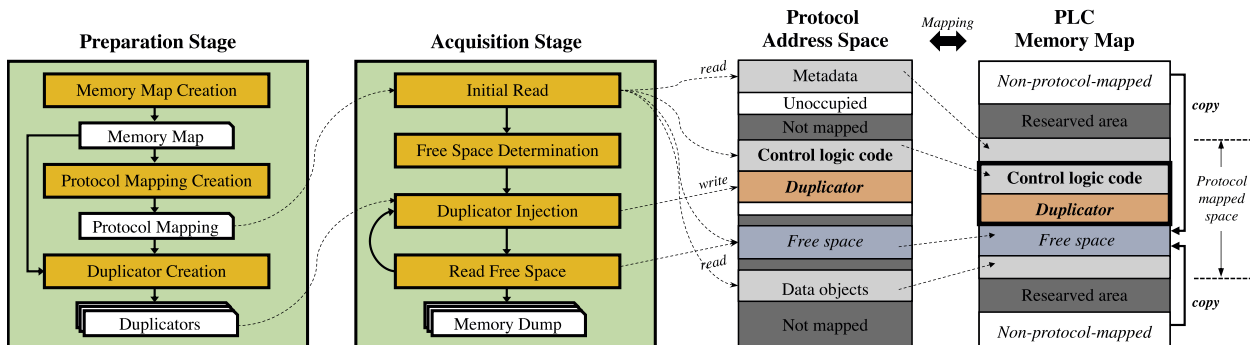 Preparation Stage
Memory Map Creation
Memory Map
Protocol Mapping Creation
Protocol Mapping
Duplicator Creation
Duplicators
Acquisition Stage
Initial Read
Free Space Determination
Duplicator Injection
Read Free Space
Memory Dump
read
write
read
Protocol
Address Space
Metadata
Unoccupied
Not mapped
Control logic code
Duplicator
Free space
Data objects
Not mapped
Mapping
PLC
Memory Map
Non-protocol-mapped
Researved area
Control logic code
Duplicator
Free space
Researved area
Non-protocol-mapped
copy
Protocol
mapped
space
copy